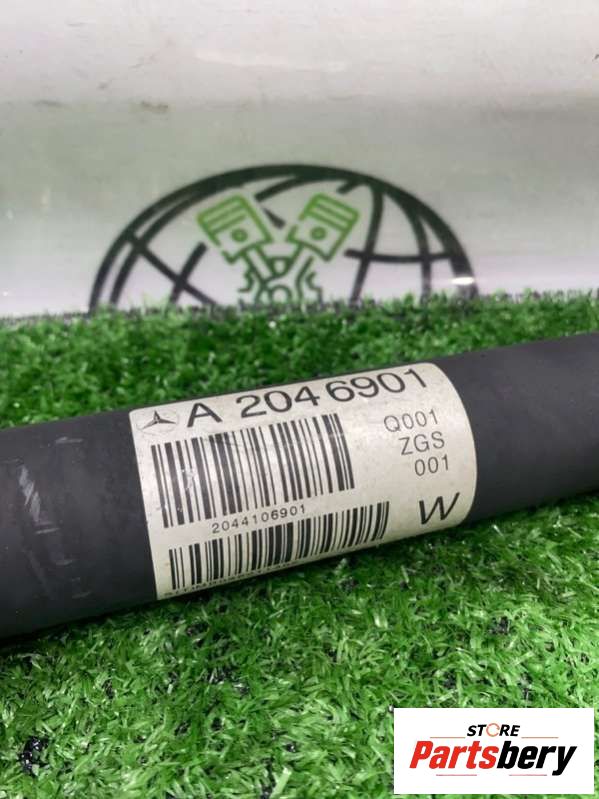 A 204 6901
Q001
ZGS
001
2044106901
W
STORE
Partsbery